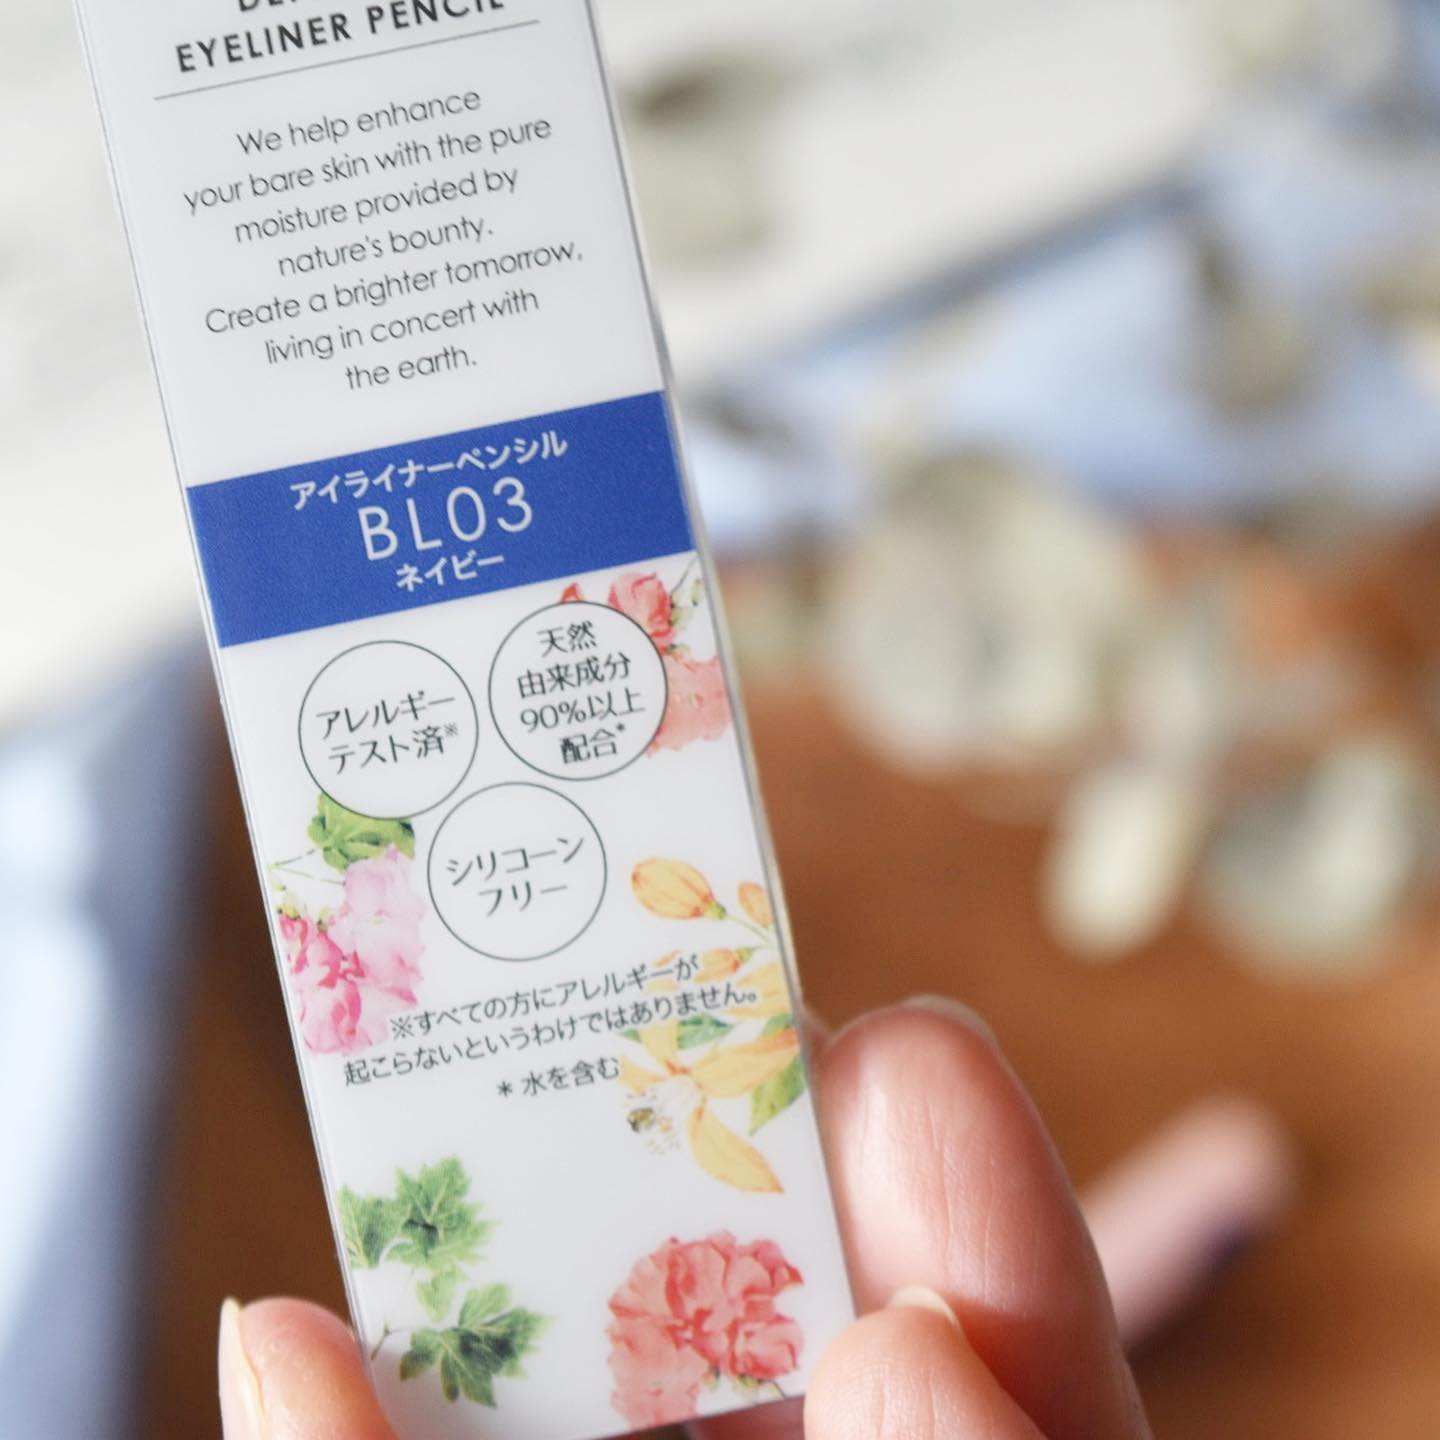 EYELINER PENCIL
We help enhance
your bare skin with the pure
moisture provided by
nature's bounty.
Create a brighter tomorrow,
living in concert with
the earth.
アイライナーペンシル
BL03
ネイビー
アレルギー
テスト済※
天然
由来成分
90%以上
配合*
シリコーン
フリー
※すべての方にアレルギーが
起こらないというわけではありません。
* 水を含む